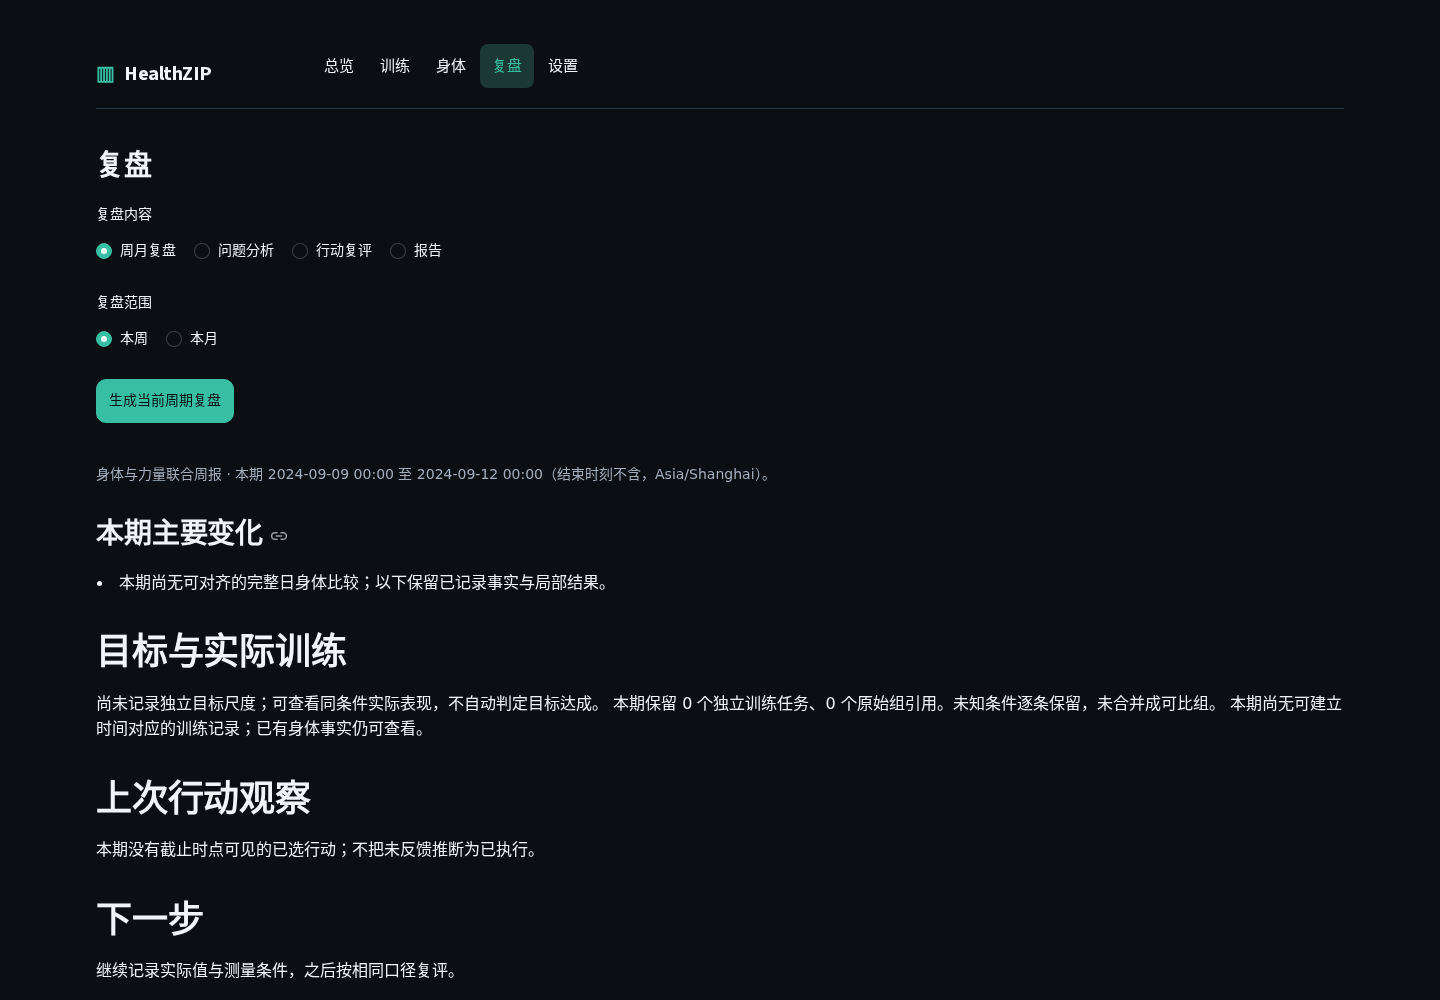 HealthZIP
总览 训练 身体 复盘 设置
复盘
复盘内容
周月复盘 问题分析 行动复评 报告
复盘范围
本周 本月
生成当前周期复盘
身体与力量联合周报 · 本期 2024-09-09 00:00 至 2024-09-12 00:00（结束时刻不含，Asia/Shanghai）。
本期主要变化
• 本期尚无可对齐的完整日身体比较；以下保留已记录事实与局部结果。
目标与实际训练
尚未记录独立目标尺度；可查看同条件实际表现，不自动判定目标达成。 本期保留 0 个独立训练任务、0 个原始组引用。未知条件逐条保留，未合并成可比组。 本期尚无可建立
时间对应的训练记录；已有身体事实仍可查看。
上次行动观察
本期没有截止时点可见的已选行动；不把未反馈推断为已执行。
下一步
继续记录实际值与测量条件，之后按相同口径复评。